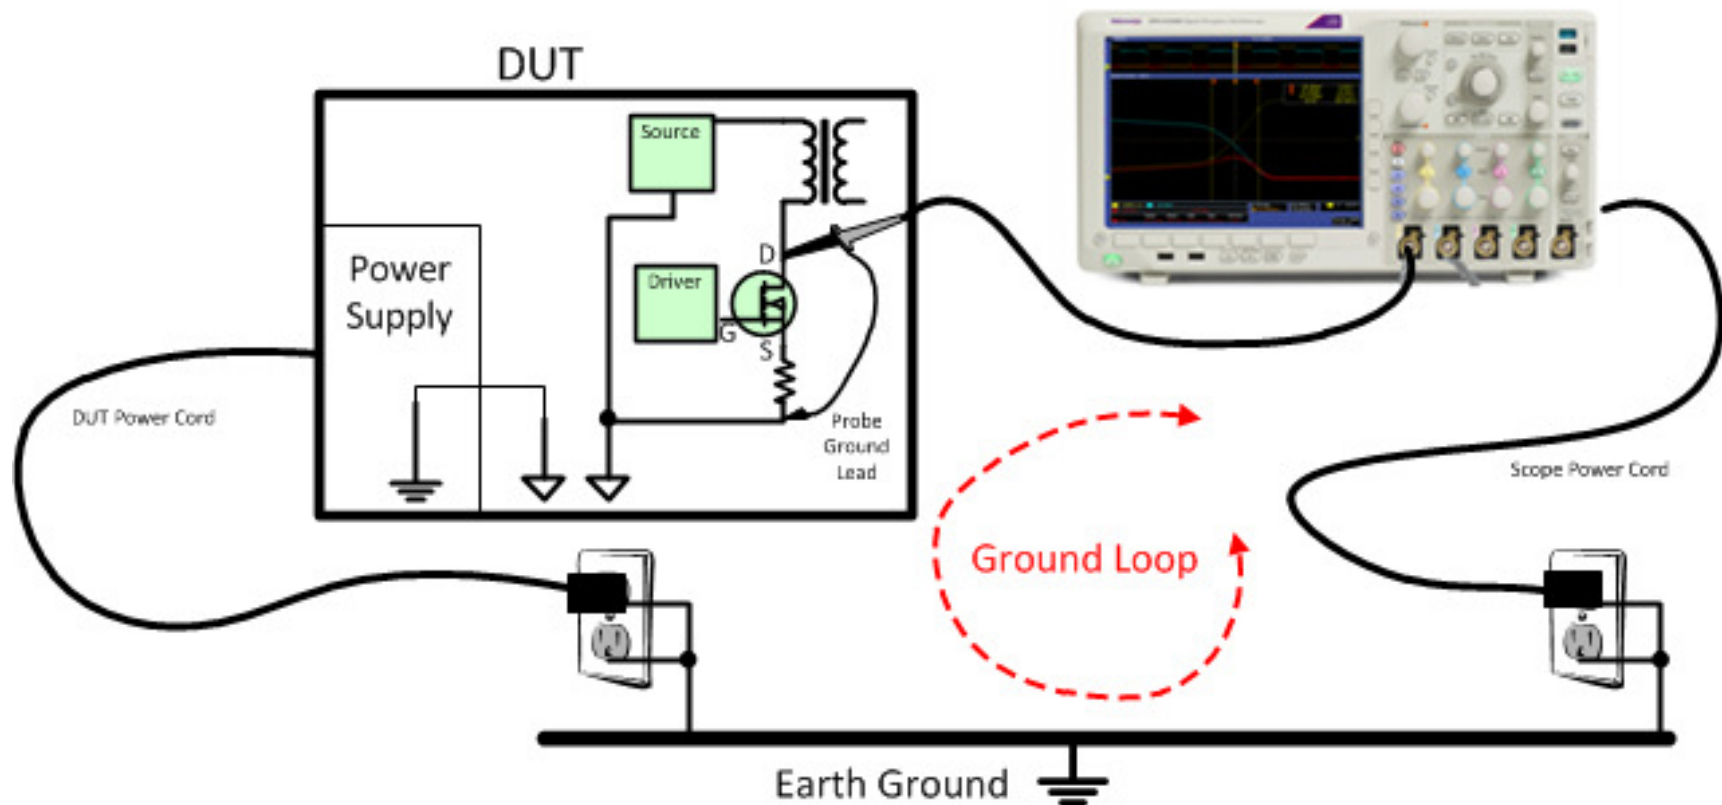 DUT
Source
Power
Supply
D
Driver
G
S
DUT Power Cord
Probe
Ground
Lead
Scope Power Cord
Ground Loop
Earth Ground